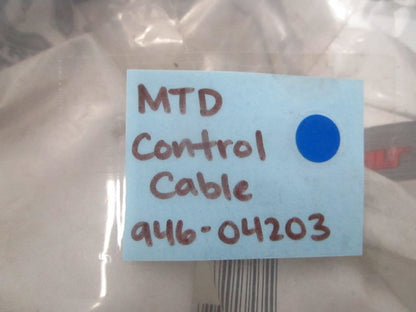 MTD
Control
Cable
946-04203